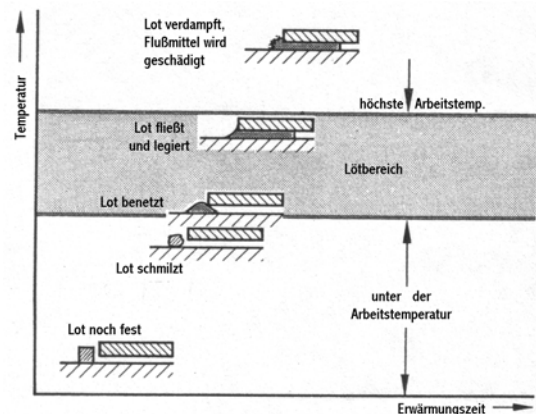 Lot verdampft,
Flußmittel wird
geschädigt
Temperatur
höchste Arbeitstemp.
Lot fließt
und legiert
Lötbereich
Lot benetzt
Lot schmilzt
unter der
Arbeitstemperatur
Lot noch fest
Erwärmungszeit